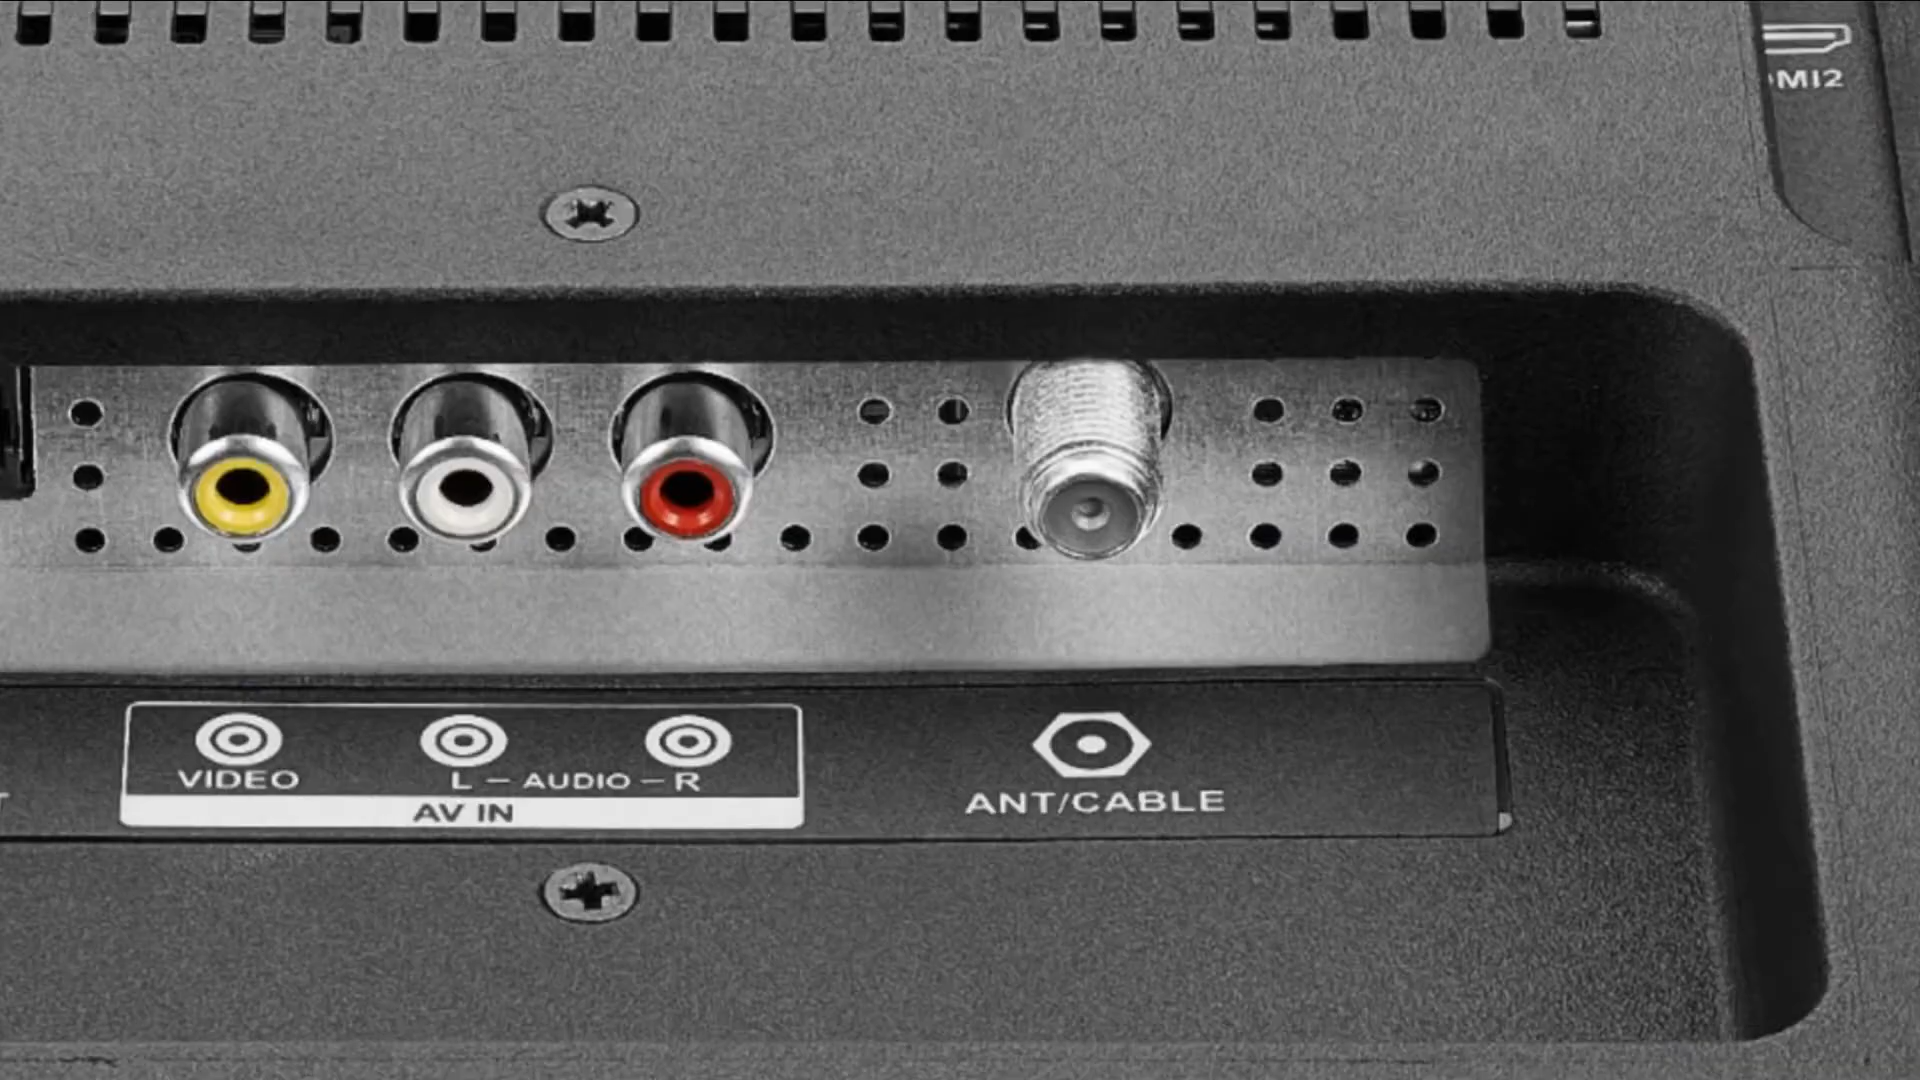 MI2
VIDEO
L – AUDIO – R
AV IN
ANT/CABLE